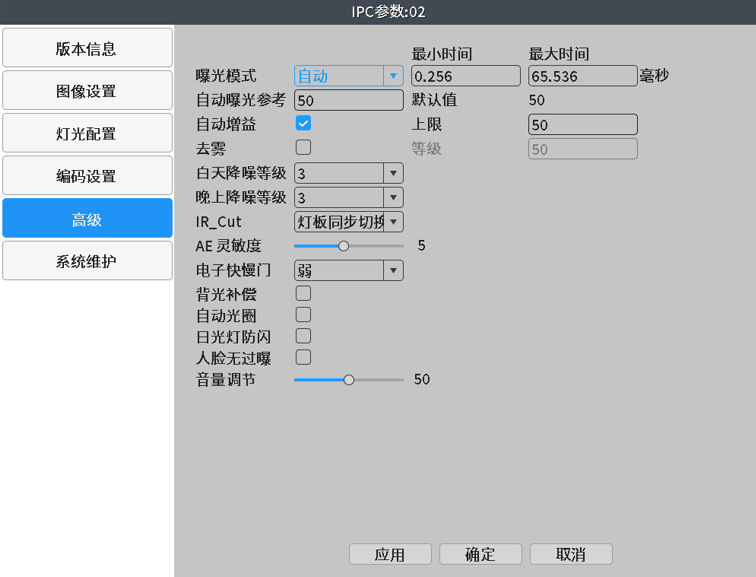 IPC参数:02
版本信息
图像设置
灯光配置
编码设置
高级
系统维护
最小时间 最大时间
曝光模式 自动 0.256 65.536 毫秒
自动曝光参考 50 默认值 50
自动增益 上限 50
去雾 等级 50
白天降噪等级 3
晚上降噪等级 3
IR_Cut 灯板同步切换
AE 灵敏度 5
电子快慢门 弱
背光补偿
自动光圈
日光灯防闪
人脸无过曝
音量调节 50
应用 确定 取消